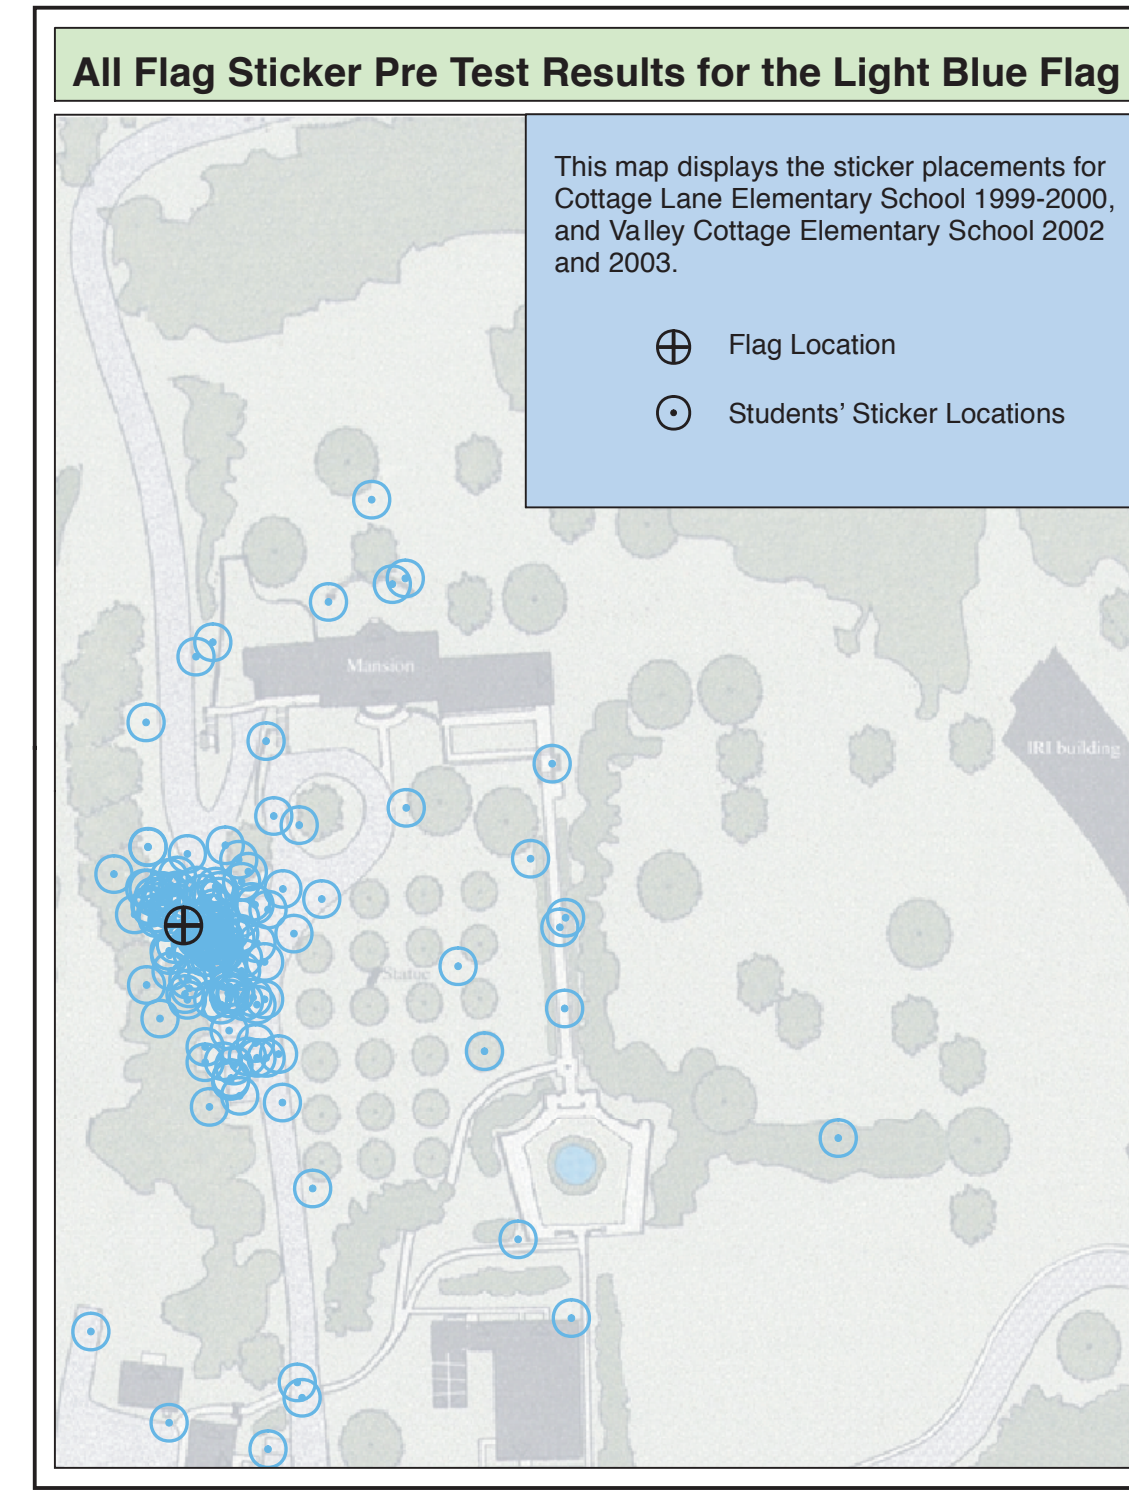 All Flag Sticker Pre Test Results for the Light Blue Flag
This map displays the sticker placements for
Cottage Lane Elementary School 1999-2000,
and Valley Cottage Elementary School 2002
and 2003.
Flag Location
Students’ Sticker Locations
Mansion
IRI building
Statue